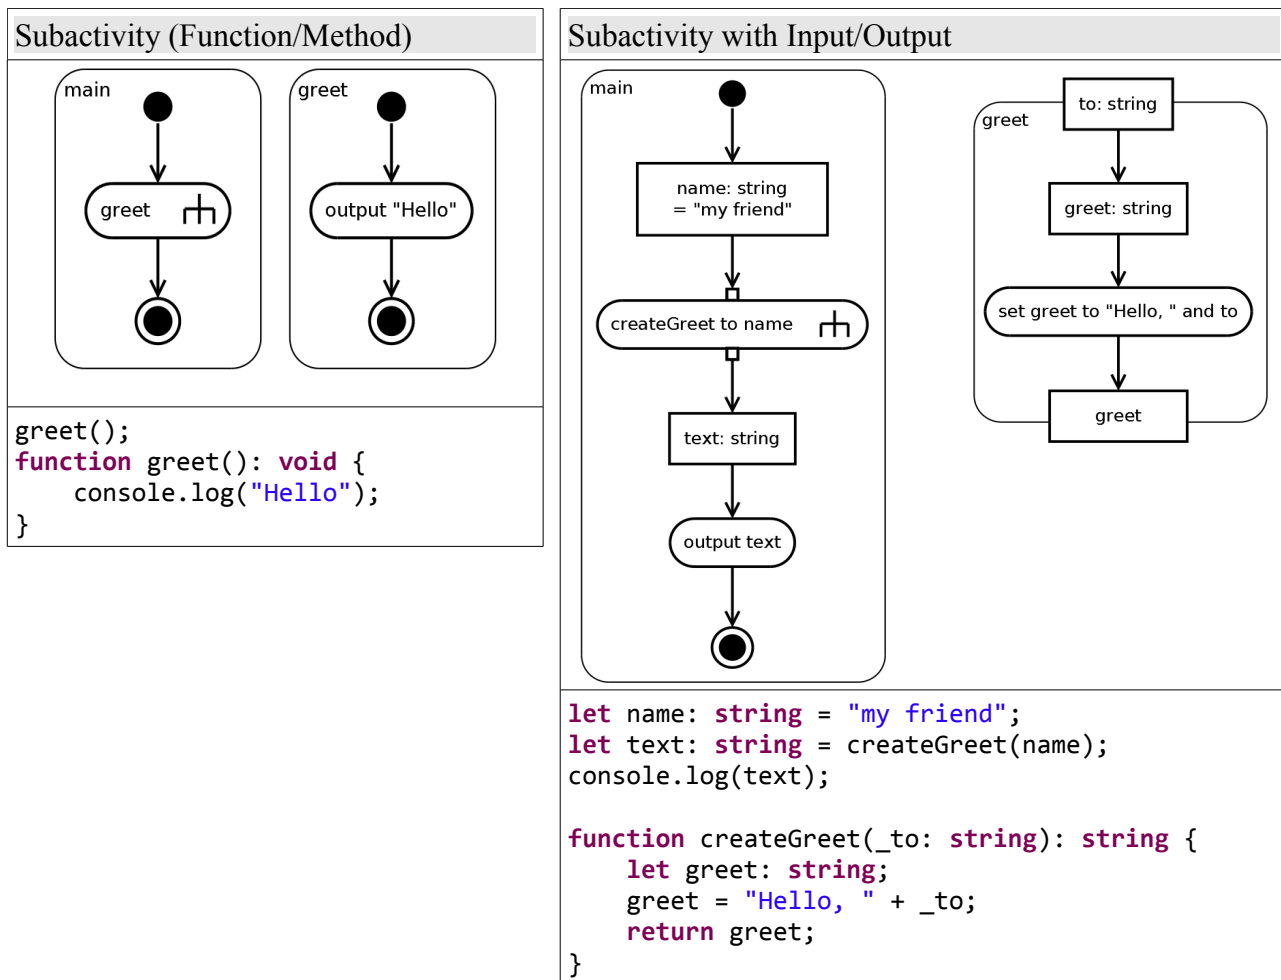 Subactivity (Function/Method)
main
greet
greet
output "Hello"
greet();
function greet(): void {
    console.log("Hello");
}
Subactivity with Input/Output
main
name: string
= "my friend"
createGreet to name
text: string
output text
to: string
greet
greet: string
set greet to "Hello, " and to
greet
let name: string = "my friend";
let text: string = createGreet(name);
console.log(text);
function createGreet(_to: string): string {
    let greet: string;
    greet = "Hello, " + _to;
    return greet;
}